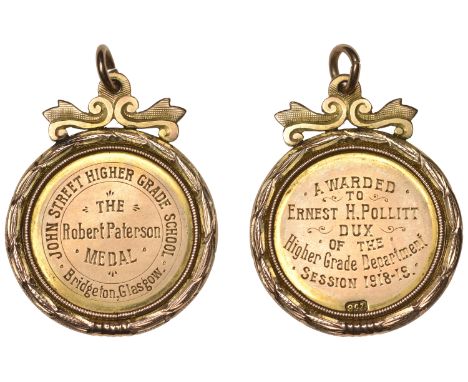 JOHN STREET HIGHER GRADE SCHOOL
THE
Robert Paterson
MEDAL
Bridgeton, Glasgow.
AWARDED
TO
ERNEST H. POLLITT
DUX
OF THE
Higher Grade Department
SESSION 1918-19.